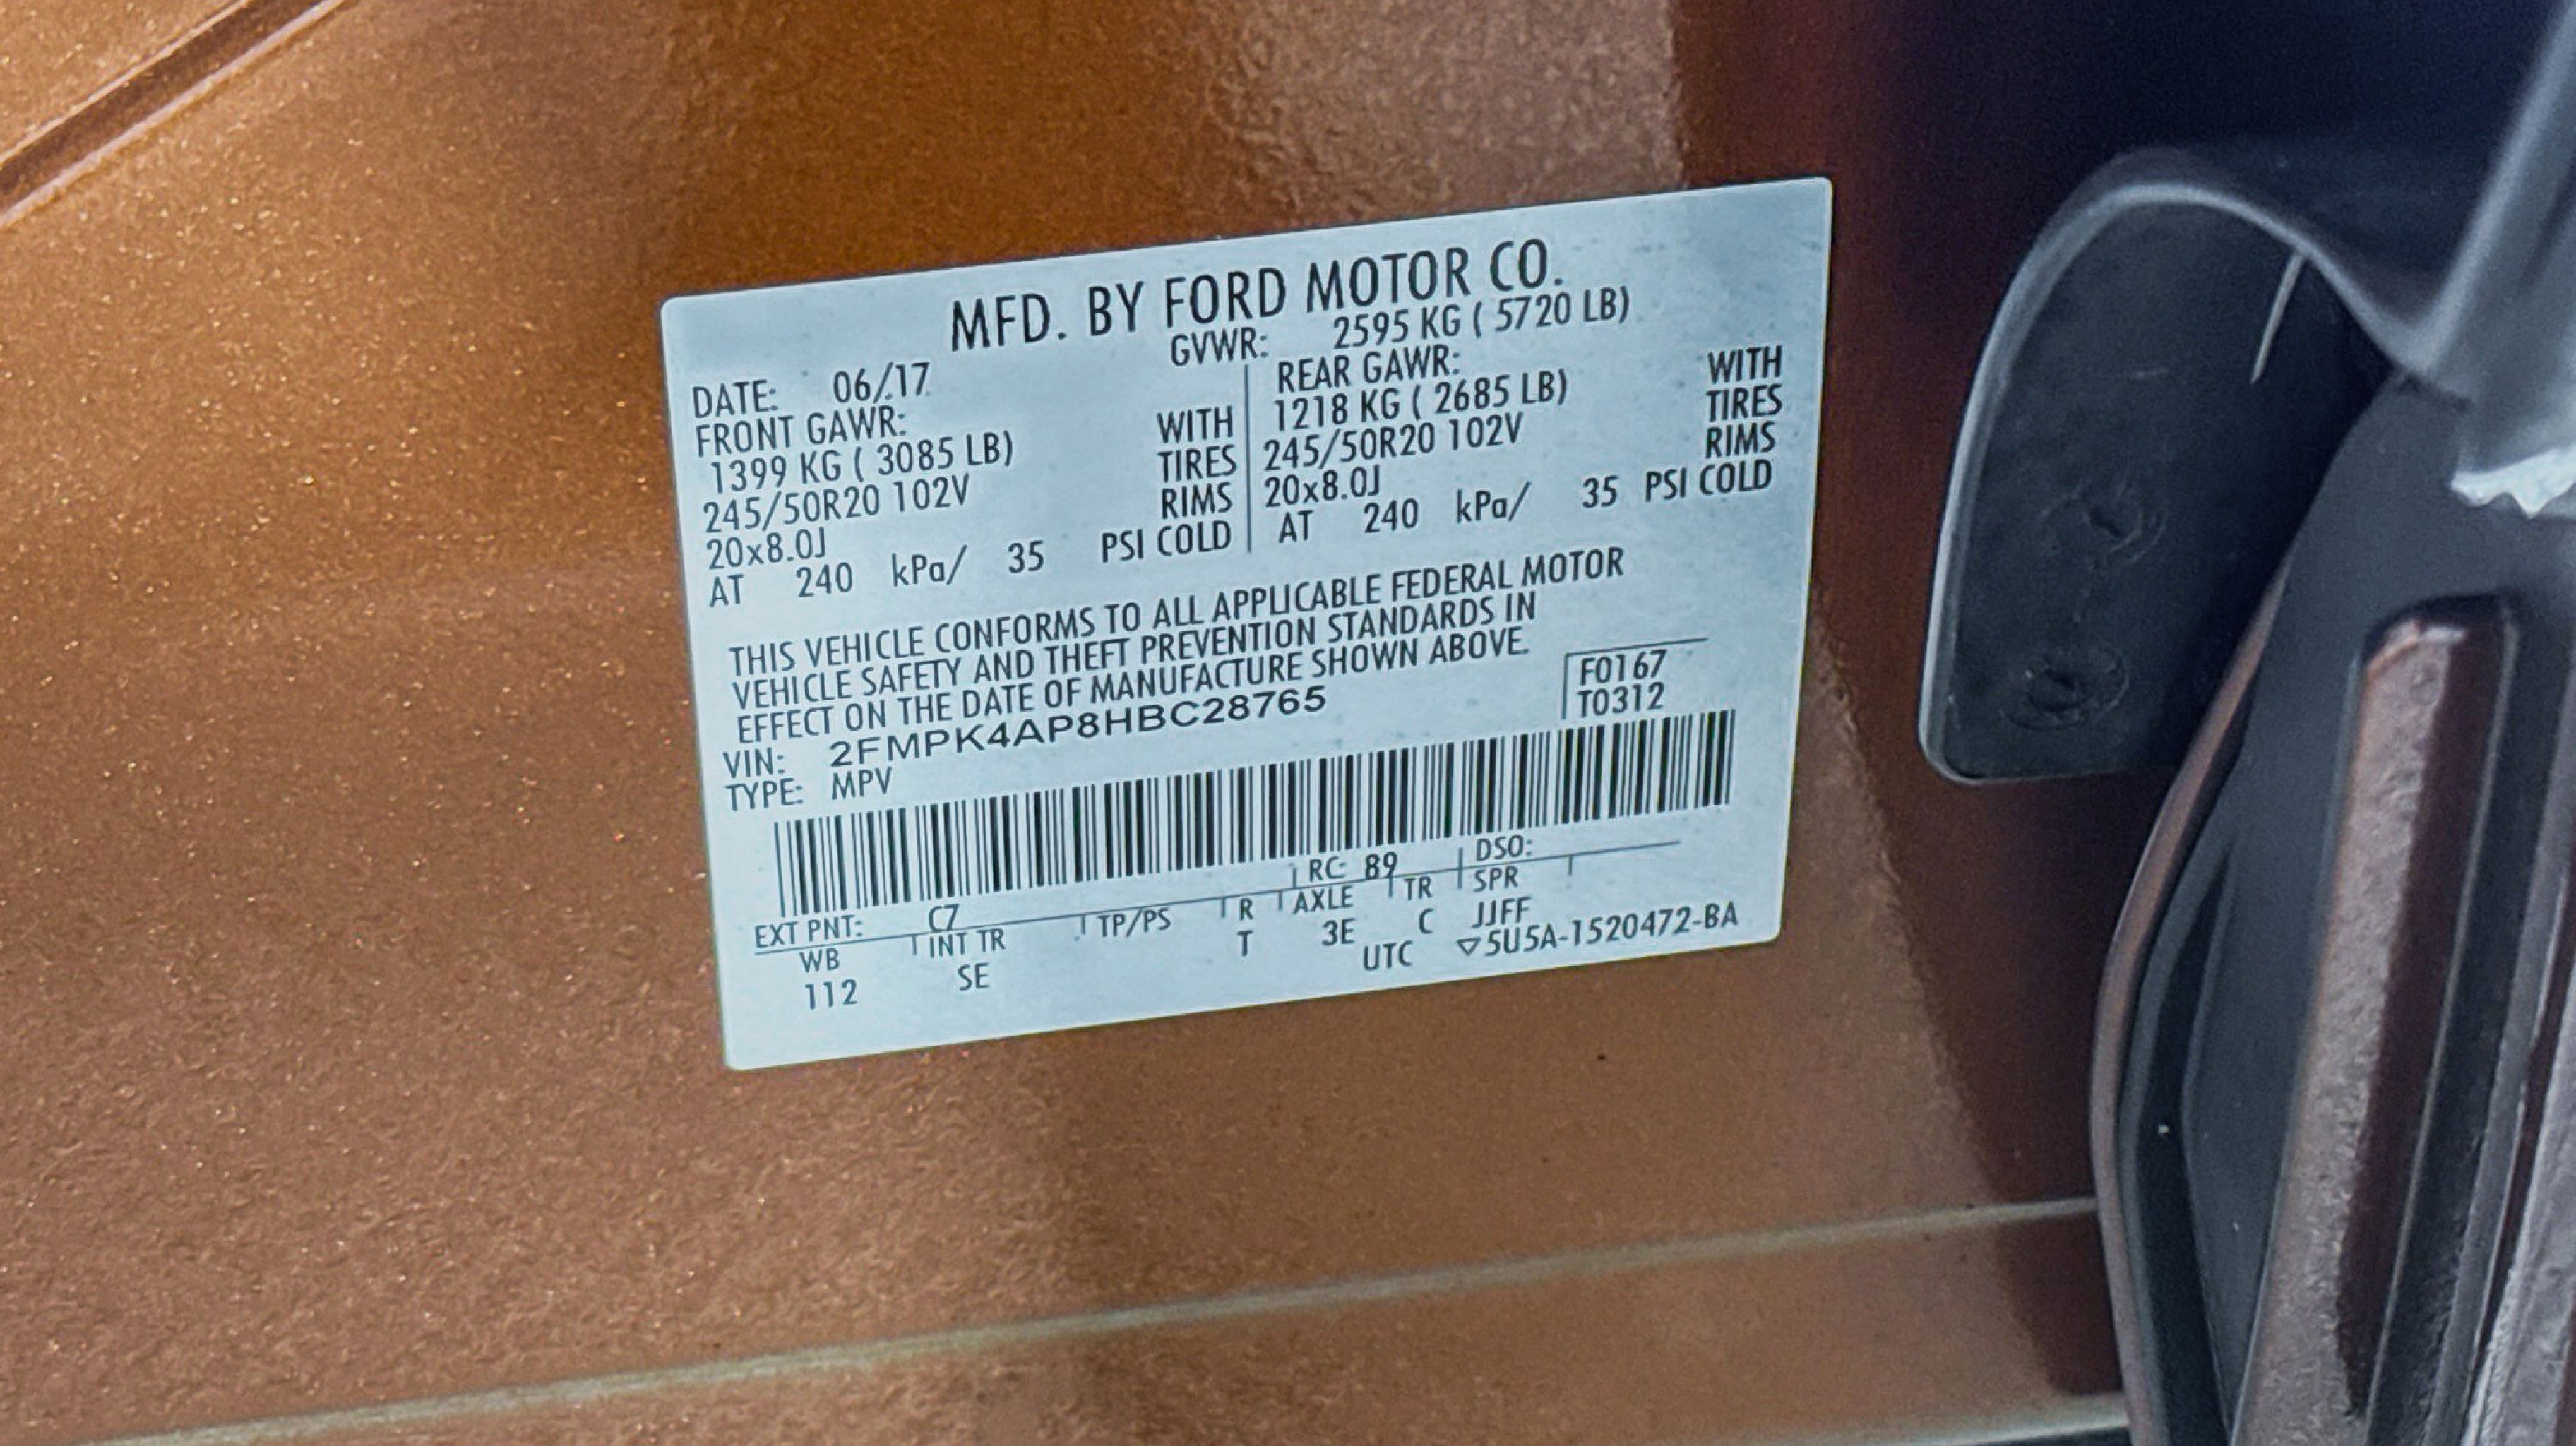 MFD. BY FORD MOTOR CO.
DATE: 06/17 GVWR: 2595 KG ( 5720 LB)
FRONT GAWR: REAR GAWR:
1399 KG ( 3085 LB) WITH 1218 KG ( 2685 LB) WITH
245/50R20 102V TIRES 245/50R20 102V TIRES
20x8.0J RIMS 20x8.0J RIMS
AT 240 kPa/ 35 PSI COLD AT 240 kPa/ 35 PSI COLD
THIS VEHICLE CONFORMS TO ALL APPLICABLE FEDERAL MOTOR
VEHICLE SAFETY AND THEFT PREVENTION STANDARDS IN
EFFECT ON THE DATE OF MANUFACTURE SHOWN ABOVE.
VIN: 2FMPK4AP8HBC28765 F0167
TYPE: MPV T0312
EXT PNT: C7 RC: 89 DSO:
WB INT TR TP/PS R AXLE TR SPR
112 SE T 3E C JJFF
UTC ▽5U5A-1520472-BA